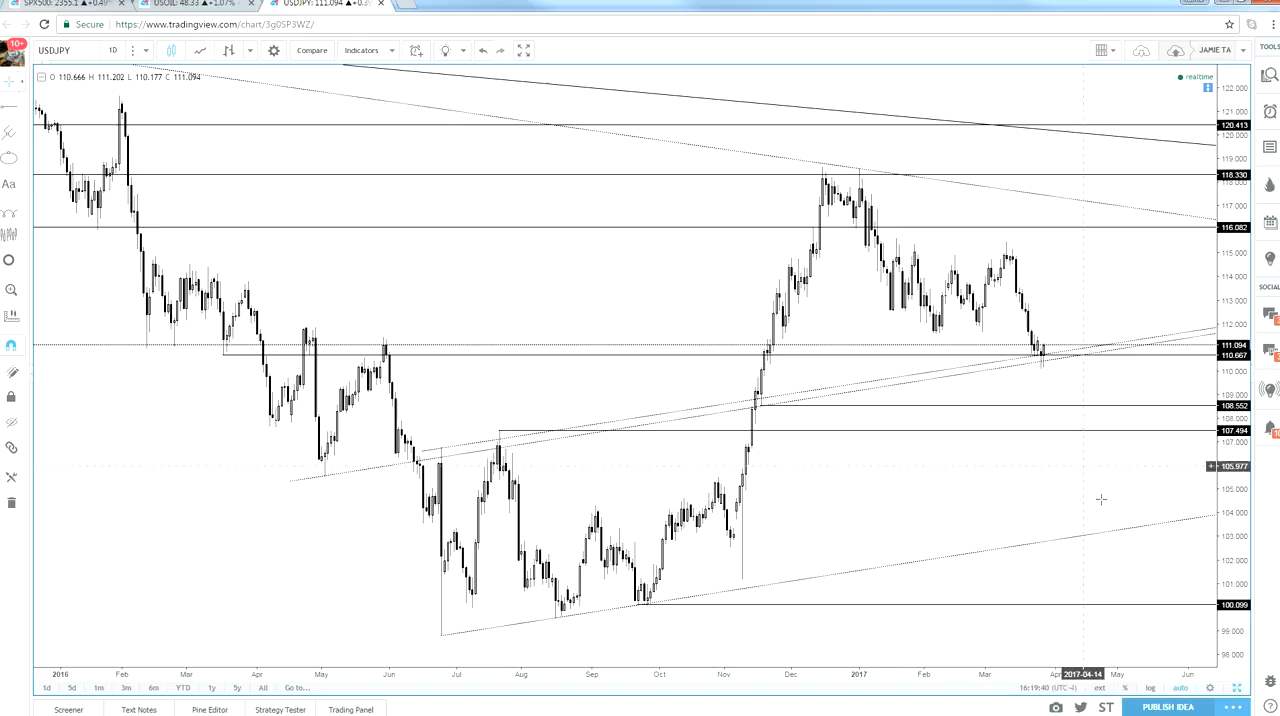 SPX500: 2355.1 ▲+0.49%
USOIL: 48.33 ▲+1.07%
USDJPY: 111.094 ▲+0.3
Secure
https://www.tradingview.com/chart/3g0SP3WZ/
10+
USDJPY
1D
Compare
Indicators
JAMIE TA
TOOLS
O 110.666 H 111.202 L 110.177 C 111.094
realtime
122.000
121.000
120.413
120.000
119.000
118.330
118.000
117.000
116.082
115.000
114.000
113.000
112.000
111.094
110.667
110.000
109.000
108.552
107.494
107.000
105.977
105.000
104.000
103.000
102.000
101.000
100.099
99.000
98.000
Aa
SOCIAL
2016 Feb Mar Apr May Jun Jul Aug Sep Oct Nov Dec 2017 Feb Mar Apr 2017-04-14 May Jun
1d 5d 1m 3m 6m YTD 1y 5y All Go to... 16:19:40 (UTC-4) ext % log auto
Screener Text Notes Pine Editor Strategy Tester Trading Panel ST PUBLISH IDEA